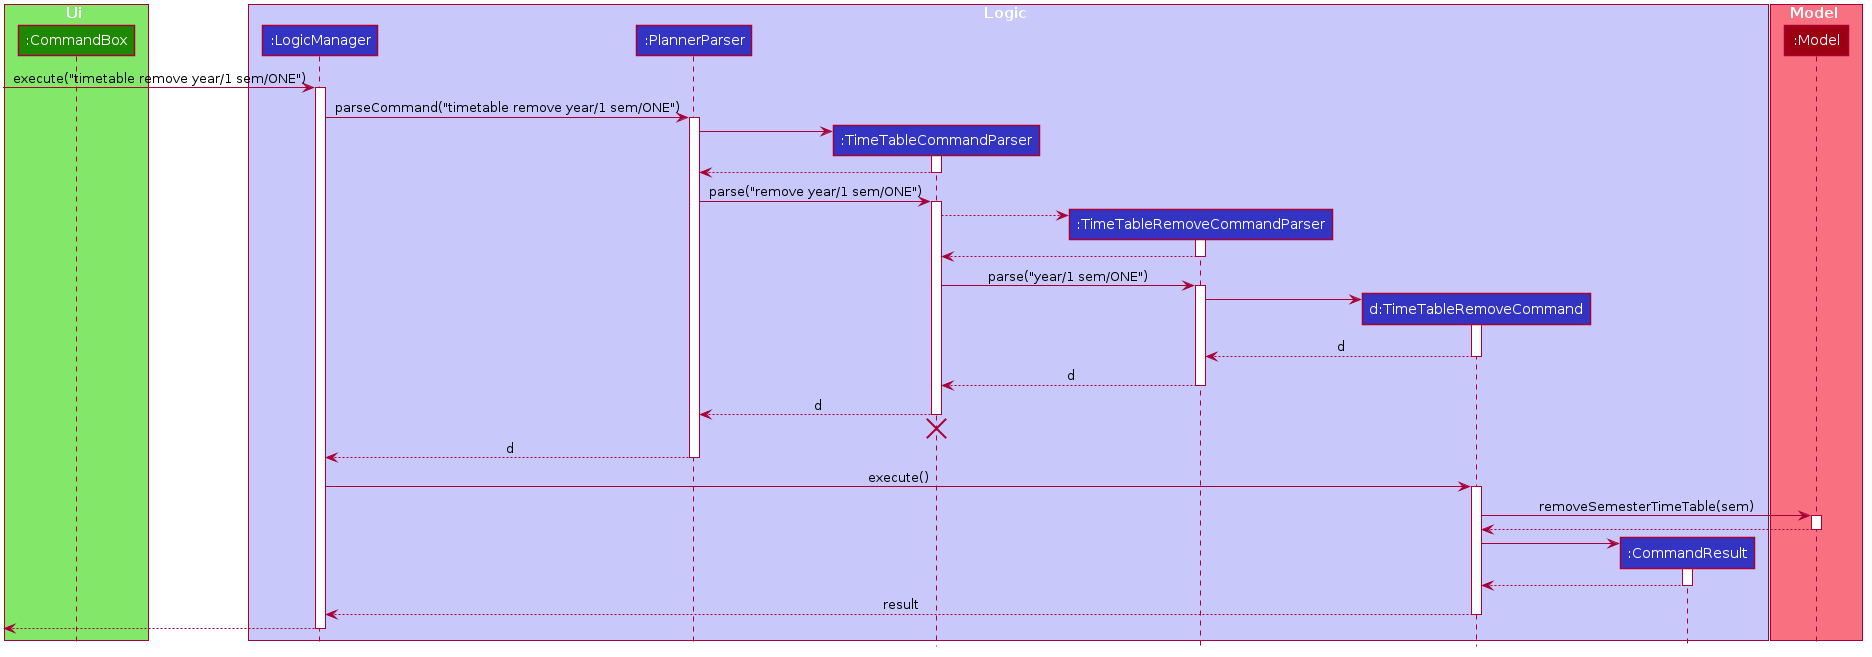 Ui
Logic
Model
:CommandBox
:LogicManager
:PlannerParser
:Model
execute("timetable remove year/1 sem/ONE")
parseCommand("timetable remove year/1 sem/ONE")
:TimeTableCommandParser
parse("remove year/1 sem/ONE")
:TimeTableRemoveCommandParser
parse("year/1 sem/ONE")
d:TimeTableRemoveCommand
d
d
d
d
execute()
removeSemesterTimeTable(sem)
:CommandResult
result